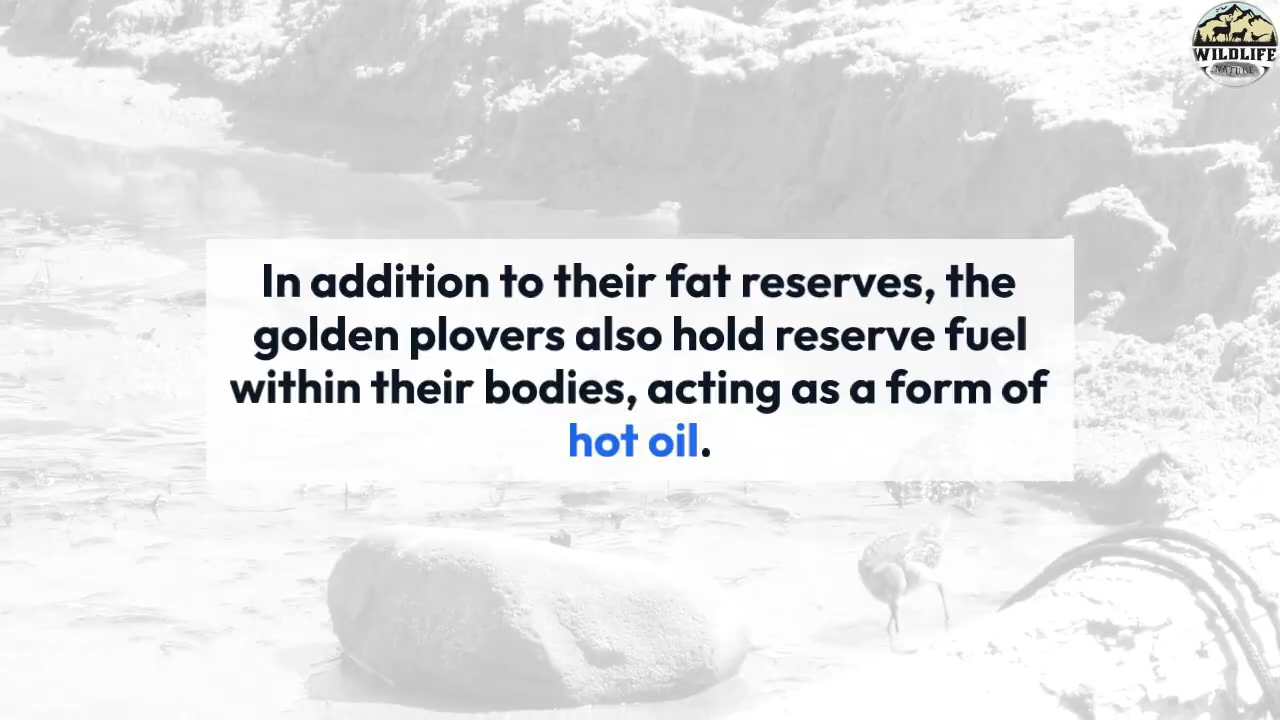 WILDLIFE
NATURE
In addition to their fat reserves, the
golden plovers also hold reserve fuel
within their bodies, acting as a form of
hot oil.